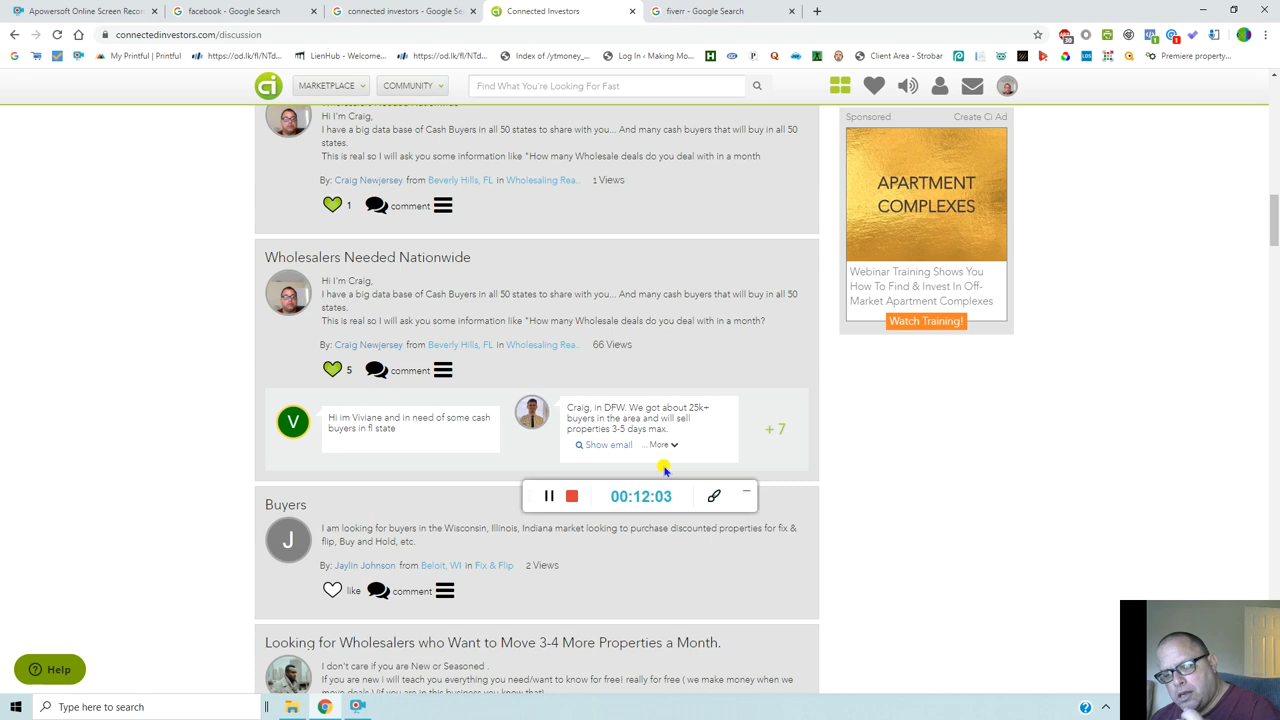 Apowersoft Online Screen Recor
facebook - Google Search
connected investors - Google Se
Connected Investors
fiverr - Google Search
connectedinvestors.com/discussion
My Printful | Printful
https://od.lk/fl/NTd...
LienHub - Welcome...
https://od.lk/fl/NTd...
Index of /ytmoney_...
Log In ‹ Making Mo...
Client Area - Strobar
Premiere property...
ci
MARKETPLACE
COMMUNITY
Find What You're Looking For Fast
Hi I'm Craig,
I have a big data base of Cash Buyers in all 50 states to share with you... And many cash buyers that will buy in all 50
states.
This is real so I will ask you some information like "How many Wholesale deals do you deal with in a month
By: Craig Newjersey from Beverly Hills, FL in Wholesaling Rea.. 1 Views
1 comment
Sponsored Create Ci Ad
APARTMENT
COMPLEXES
Webinar Training Shows You
How To Find & Invest In Off-
Market Apartment Complexes
Watch Training!
Wholesalers Needed Nationwide
Hi I'm Craig,
I have a big data base of Cash Buyers in all 50 states to share with you... And many cash buyers that will buy in all 50
states.
This is real so I will ask you some information like "How many Wholesale deals do you deal with in a month?
By: Craig Newjersey from Beverly Hills, FL in Wholesaling Rea.. 66 Views
5 comment
V
Hi im Viviane and in need of some cash
buyers in fl state
Craig, in DFW. We got about 25k+
buyers in the area and will sell
properties 3-5 days max.
Show email ... More
+ 7
00:12:03
Buyers
J
I am looking for buyers in the Wisconsin, Illinois, Indiana market looking to purchase discounted properties for fix &
flip, Buy and Hold, etc.
By: Jaylin Johnson from Beloit, WI in Fix & Flip 2 Views
like comment
Looking for Wholesalers who Want to Move 3-4 More Properties a Month.
I don't care if you are New or Seasoned .
If you are new i will teach you everything you need/want to know for free! really for free ( we make money when we
Help
Type here to search